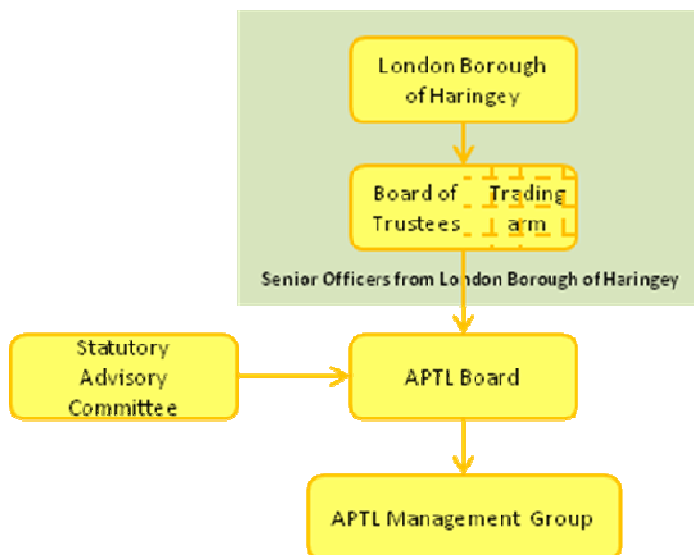 London Borough
of Haringey
Board of Trading
Trustees arm
Senior Officers from London Borough of Haringey
Statutory
Advisory
Committee
APTL Board
APTL Management Group